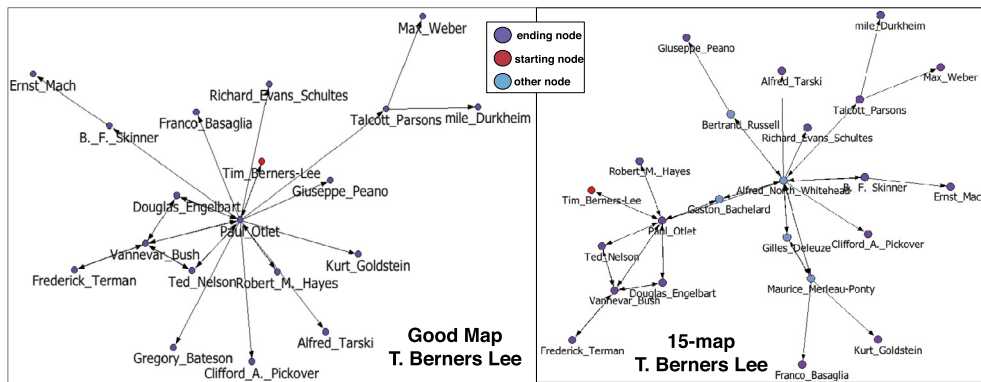 Max_Weber
Ernst_Mach
Richard_Evans_Schultes
Franco_Basaglia
Talcott_Parsons
mile_Durkheim
B._F._Skinner
Tim_Berners-Lee
Giuseppe_Peano
Douglas_Engelbart
Paul_Otlet
Vannevar_Bush
Kurt_Goldstein
Frederick_Terman
Ted_Nelson
Robert_M._Hayes
Alfred_Tarski
Gregory_Bateson
Clifford_A._Pickover
Good Map
T. Berners Lee
ending node
starting node
other node
mile_Durkheim
Giuseppe_Peano
Alfred_Tarski
Max_Weber
Talcott_Parsons
Bertrand_Russell
Richard_Evans_Schultes
Robert_M._Hayes
Alfred_North_Whitehead
B._F._Skinner
Ernst_Mac
Tim_Berners-Lee
Gaston_Bachelard
Paul_Otlet
Clifford_A._Pickover
Gilles_Deleuze
Ted_Nelson
Douglas_Engelbart
Vannevar_Bush
Maurice_Merleau-Ponty
Frederick_Terman
Kurt_Goldstein
Franco_Basaglia
15-map
T. Berners Lee